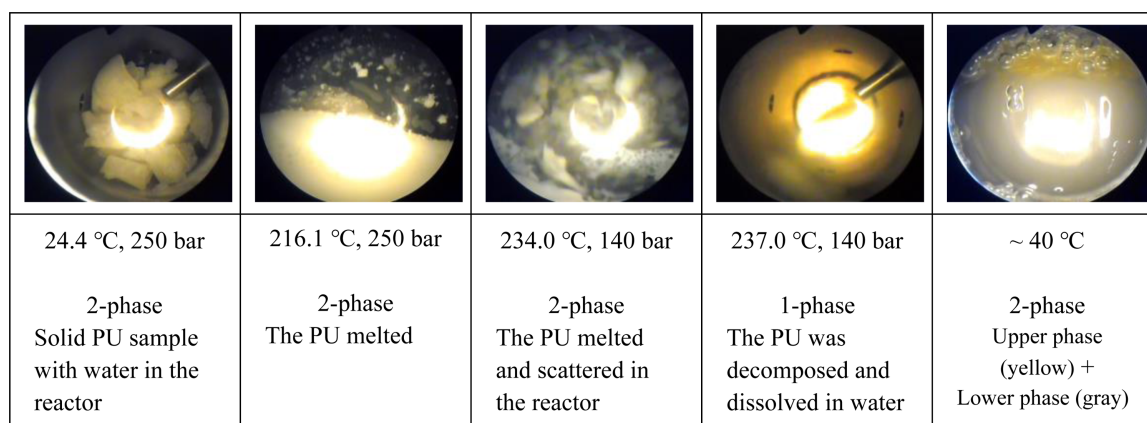 24.4 ℃, 250 bar
2-phase
Solid PU sample
with water in the
reactor
216.1 ℃, 250 bar
2-phase
The PU melted
234.0 ℃, 140 bar
2-phase
The PU melted
and scattered in
the reactor
237.0 ℃, 140 bar
1-phase
The PU was
decomposed and
dissolved in water
~ 40 ℃
2-phase
Upper phase
(yellow) +
Lower phase (gray)